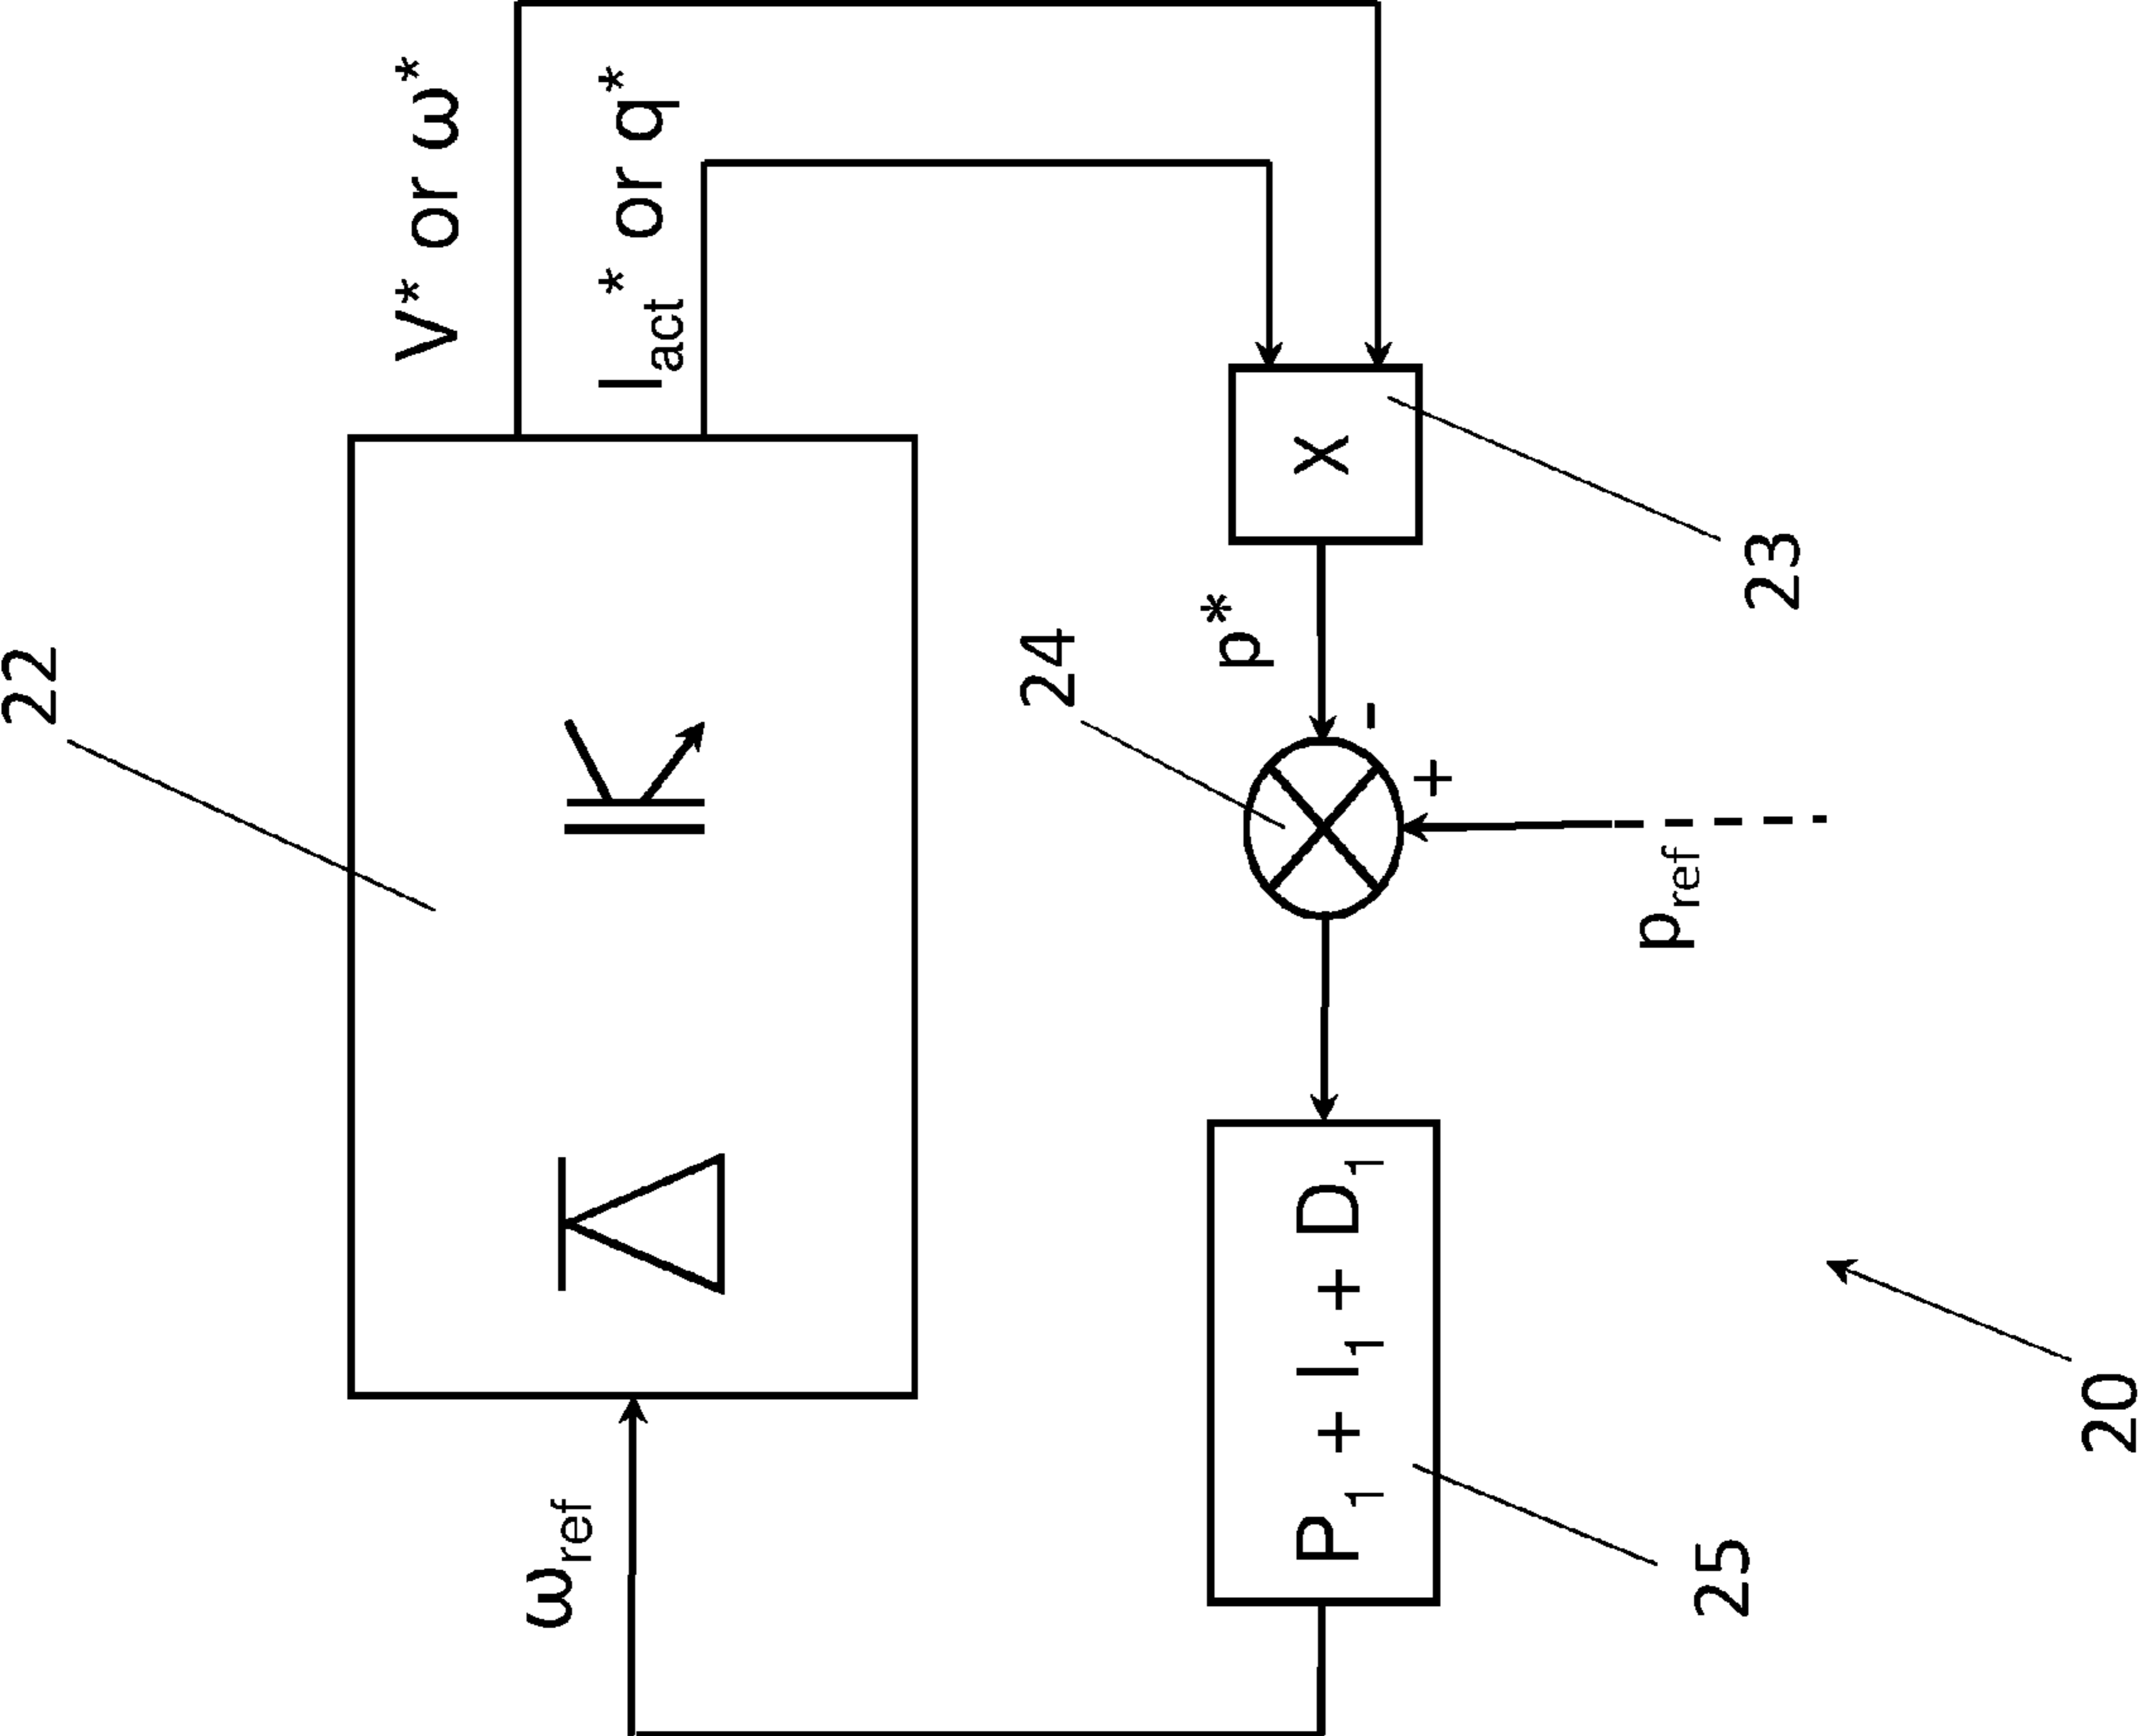 22
V* or ω*
I_act* or q*
ω_ref
24
p*
-
+
x
23
p_ref
P_1 + I_1 + D_1
25
20